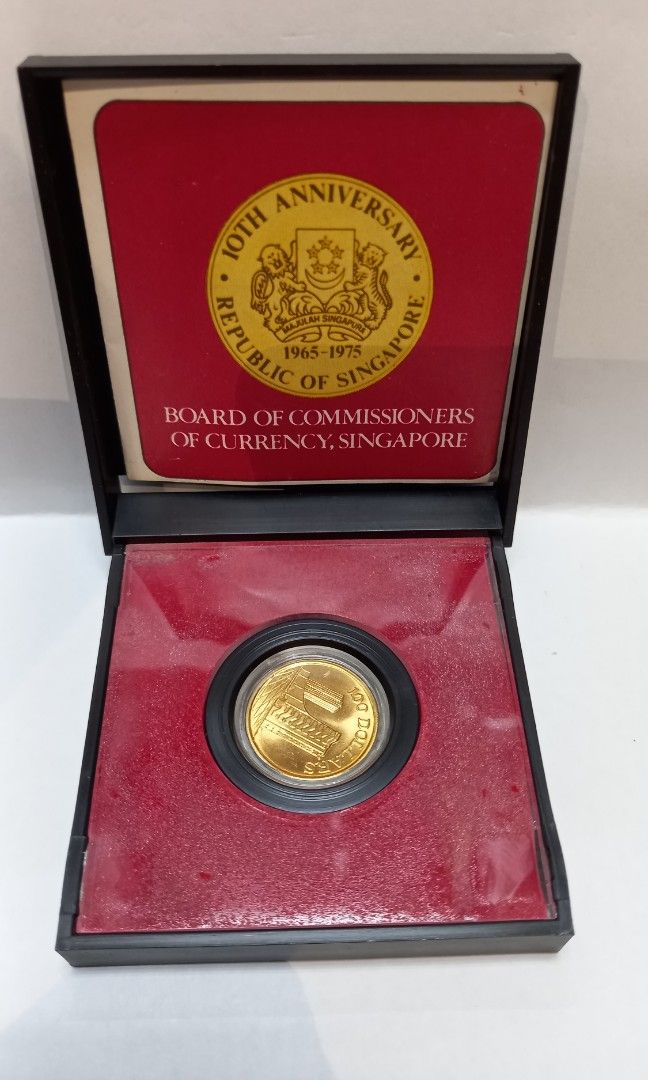 · 10TH ANNIVERSARY ·
MAJULAH SINGAPURA
1965-1975
REPUBLIC OF SINGAPORE
BOARD OF COMMISSIONERS
OF CURRENCY, SINGAPORE
100 DOLLARS